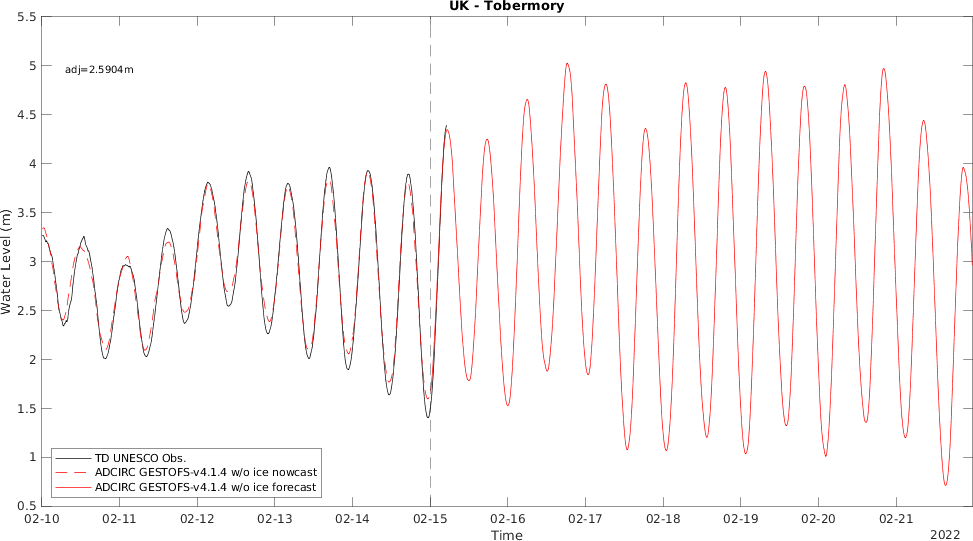 UK - Tobermory
5.5
5
4.5
4
3.5
3
2.5
2
1.5
1
0.5
Water Level (m)
adj=2.5904m
TD UNESCO Obs.
ADCIRC GESTOFS-v4.1.4 w/o ice nowcast
ADCIRC GESTOFS-v4.1.4 w/o ice forecast
02-10 02-11 02-12 02-13 02-14 02-15 02-16 02-17 02-18 02-19 02-20 02-21
Time
2022